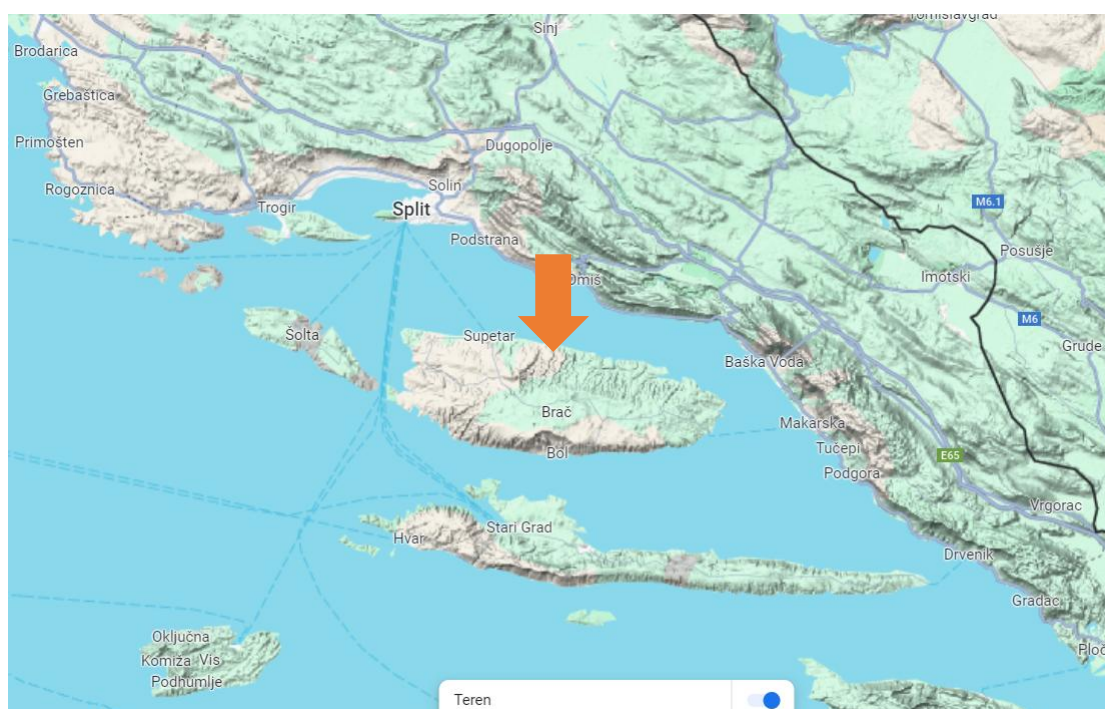 Tomislavgrad
Sinj
Brodarica
Grebaštica
Primošten
Dugopolje
Rogoznica
Solin
M6.1
Trogir
Split
Podstrana
Posušje
Omiš
Imotski
M6
Šolta
Supetar
Grude
Baška Voda
Brač
Makarska
Bol
Tučepi
E65
Podgora
Vrgorac
Stari Grad
Hvar
Drvenik
Gradac
Oključna
Komiža Vis
Podhumlje
Ploč
Teren